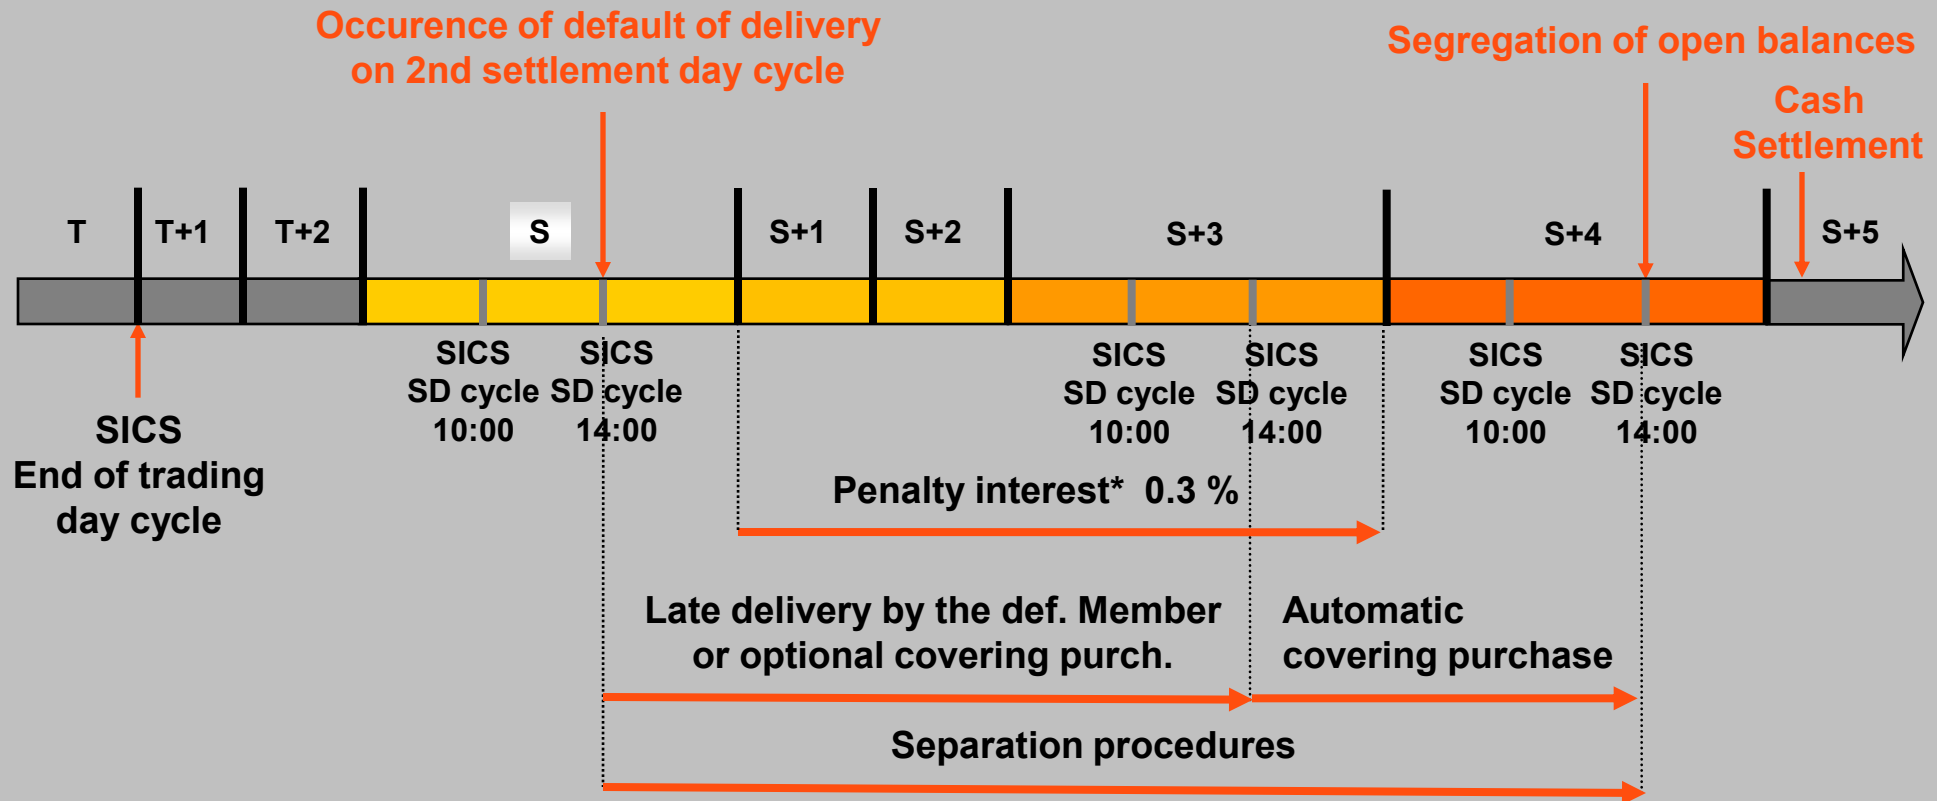 Occurence of default of delivery
on 2nd settlement day cycle
Segregation of open balances
Cash
Settlement
T
T+1
T+2
S
S+1
S+2
S+3
S+4
S+5
SICS
End of trading
day cycle
SICS
SD cycle
10:00
SICS
SD cycle
14:00
SICS
SD cycle
10:00
SICS
SD cycle
14:00
SICS
SD cycle
10:00
SICS
SD cycle
14:00
Penalty interest* 0.3 %
Late delivery by the def. Member
or optional covering purch.
Automatic
covering purchase
Separation procedures